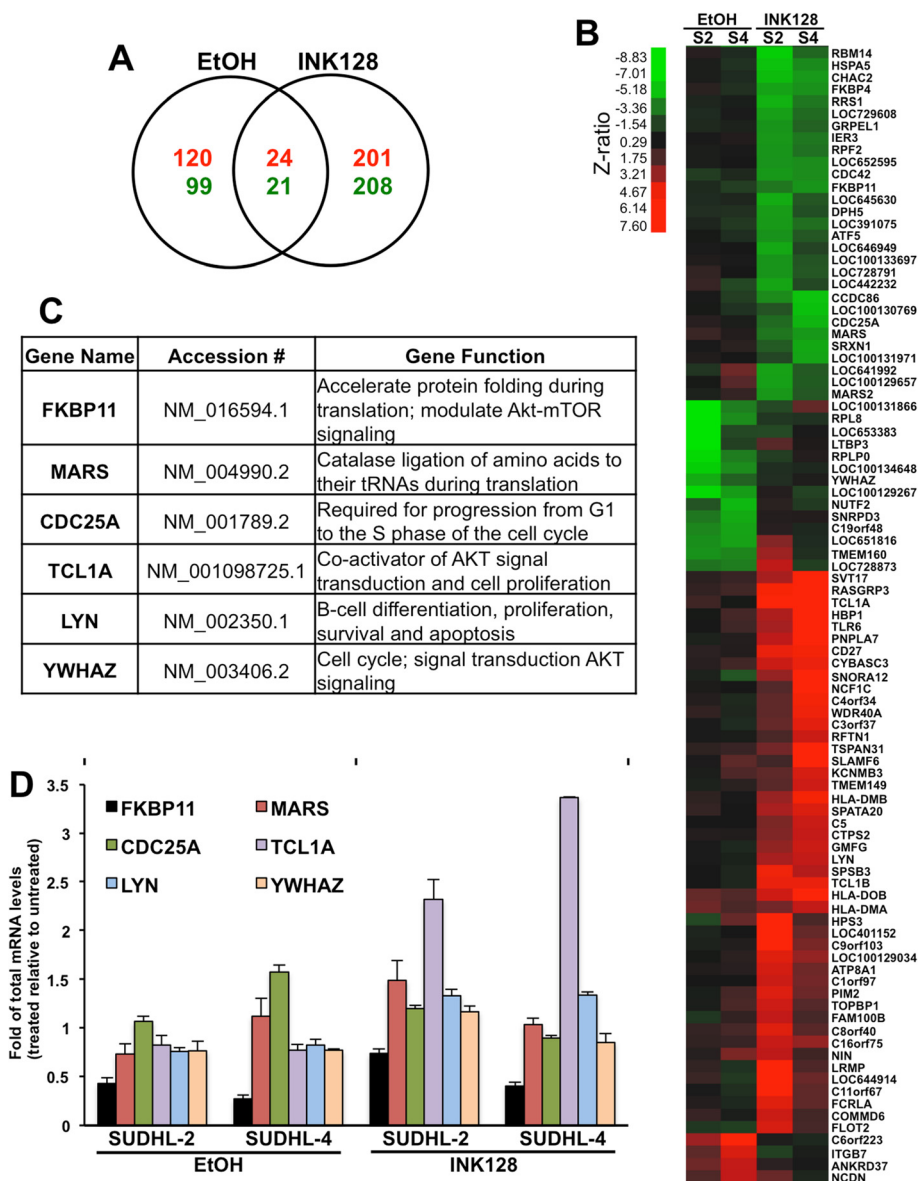 A
EtOH
INK128
120
24
201
99
21
208
B
EtOH
INK128
S2
S4
S2
S4
Z-ratio
-8.83
-7.01
-5.18
-3.36
-1.54
0.29
1.75
3.21
4.67
6.14
7.60
RBM14
HSPA5
CHAC2
FKBP4
RRS1
LOC729608
GRPEL1
IER3
RPF2
LOC652595
CDC42
FKBP11
LOC645630
DPH5
LOC391075
ATF5
LOC646949
LOC100133697
LOC728791
LOC442232
CCDC86
LOC100130769
CDC25A
MARS
SRXN1
LOC100131971
LOC641992
LOC100129657
MARS2
LOC100131866
RPL8
LOC653383
LTBP3
RPLP0
LOC100134648
YWHAZ
LOC100129267
NUTF2
SNRPD3
C19orf48
LOC651816
TMEM160
LOC728873
SVT17
RASGRP3
TCL1A
HBP1
TLR6
PNPLA7
CD27
CYBASC3
SNORA12
NCF1C
C4orf34
WDR40A
C3orf37
RFTN1
TSPAN31
SLAMF6
KCNMB3
TMEM149
HLA-DMB
SPATA20
C5
CTPS2
GMFG
LYN
SPSB3
TCL1B
HLA-DOB
HLA-DMA
HPS3
LOC401152
C9orf103
LOC100129034
ATP8A1
C1orf97
PIM2
TOPBP1
FAM100B
C8orf40
C16orf75
NIN
LRMP
LOC644914
C11orf67
FCRLA
COMMD6
FLOT2
C6orf223
ITGB7
ANKRD37
NCDN
C
Gene Name
Accession #
Gene Function
FKBP11
NM_016594.1
Accelerate protein folding during
translation; modulate Akt-mTOR
signaling
MARS
NM_004990.2
Catalase ligation of amino acids to
their tRNAs during translation
CDC25A
NM_001789.2
Required for progression from G1
to the S phase of the cell cycle
TCL1A
NM_001098725.1
Co-activator of AKT signal
transduction and cell proliferation
LYN
NM_002350.1
B-cell differentiation, proliferation,
survival and apoptosis
YWHAZ
NM_003406.2
Cell cycle; signal transduction AKT
signaling
D
Fold of total mRNA levels
(treated relative to untreated)
3.5
3
2.5
2
1.5
1
0.5
0
FKBP11
MARS
CDC25A
TCL1A
LYN
YWHAZ
SUDHL-2
SUDHL-4
SUDHL-2
SUDHL-4
EtOH
INK128